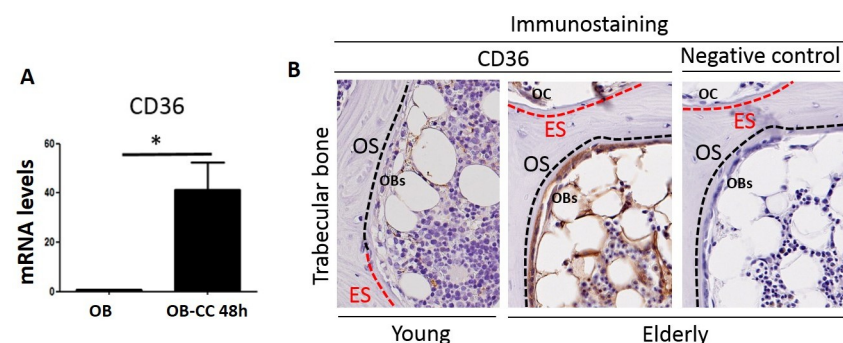 Immunostaining
A
B
CD36
Negative control
CD36
*
mRNA levels
60
40
20
0
OB
OB-CC 48h
Trabecular bone
OS
OBs
ES
OC
ES
OS
OBs
ES
OS
OBs
Young
Elderly